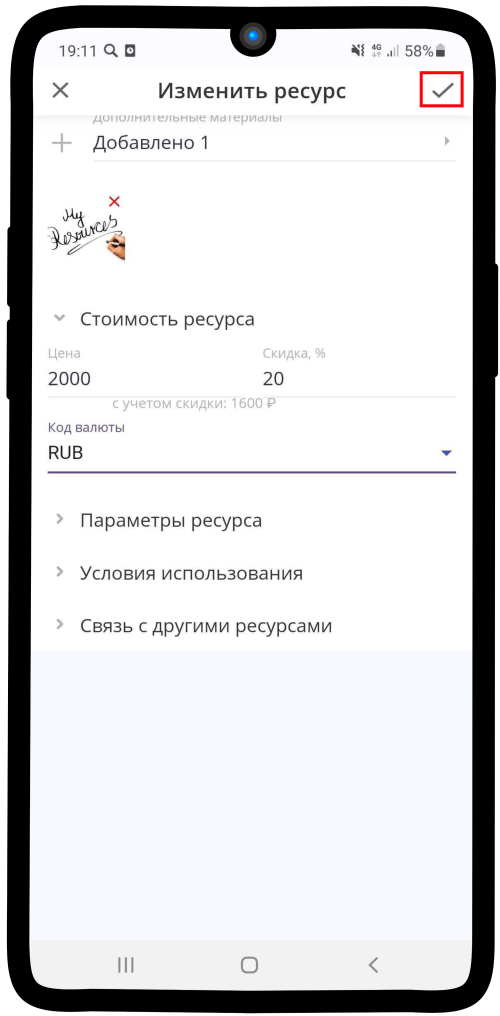 19:11
4G 58%
Изменить ресурс
Дополнительные материалы
Добавлено 1
My
Resources
Стоимость ресурса
Цена Скидка, %
2000 20
с учетом скидки: 1600 ₽
Код валюты
RUB
Параметры ресурса
Условия использования
Связь с другими ресурсами